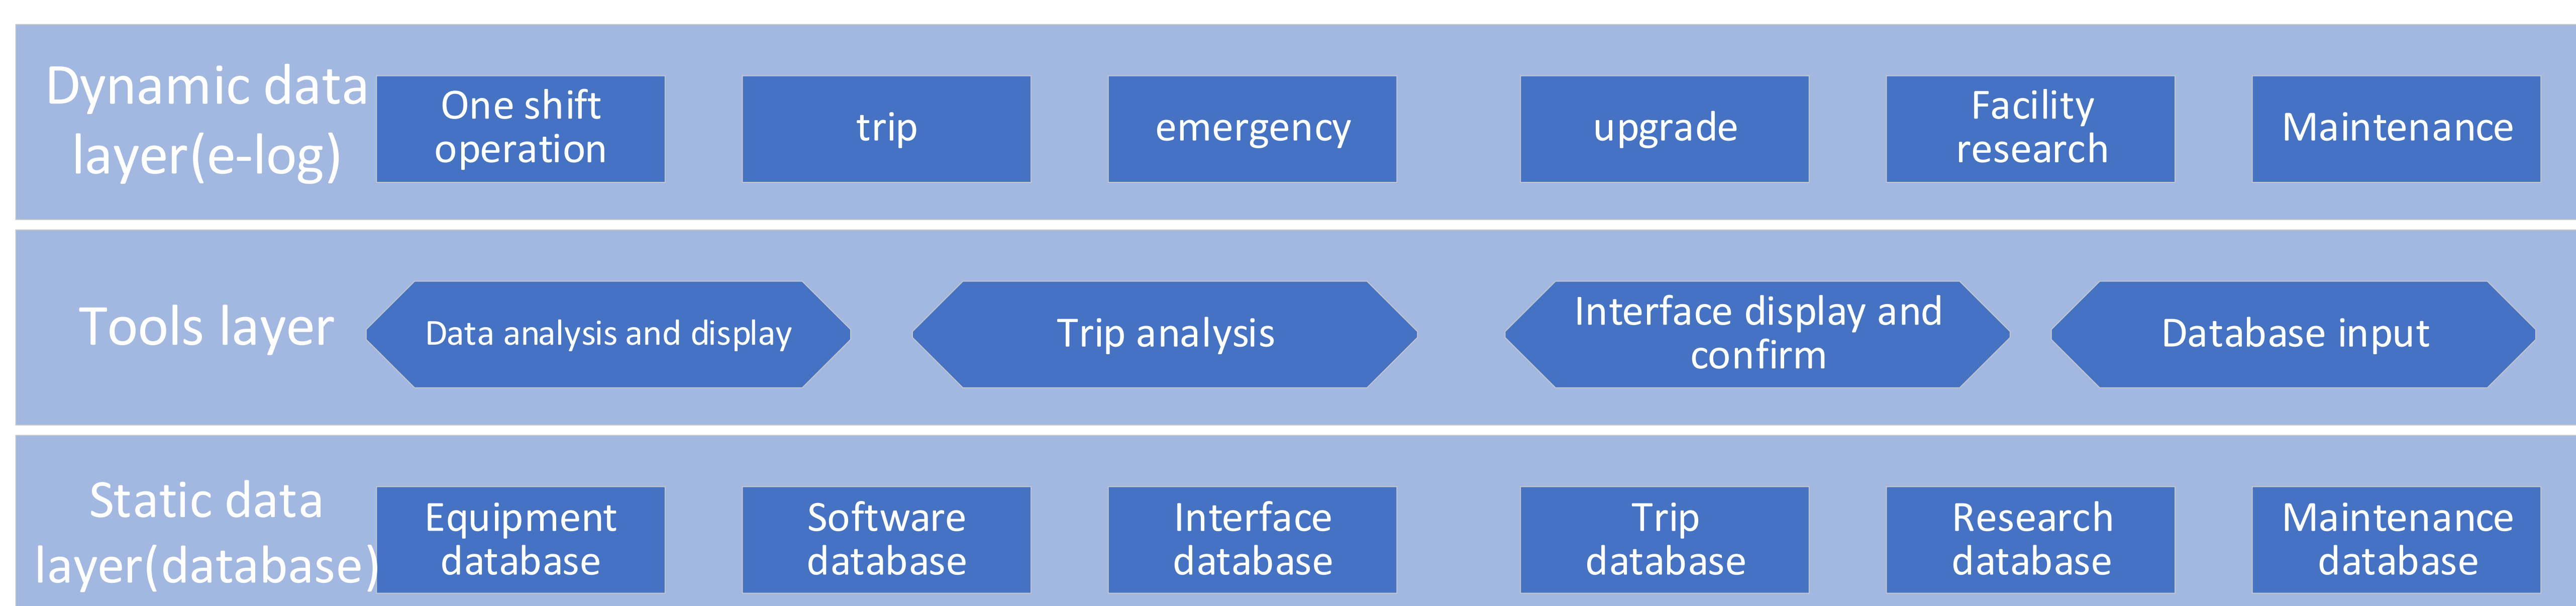 Dynamic data
layer(e-log)
One shift
operation
trip
emergency
upgrade
Facility
research
Maintenance
Tools layer
Data analysis and display
Trip analysis
Interface display and
confirm
Database input
Static data
layer(database)
Equipment
database
Software
database
Interface
database
Trip
database
Research
database
Maintenance
database